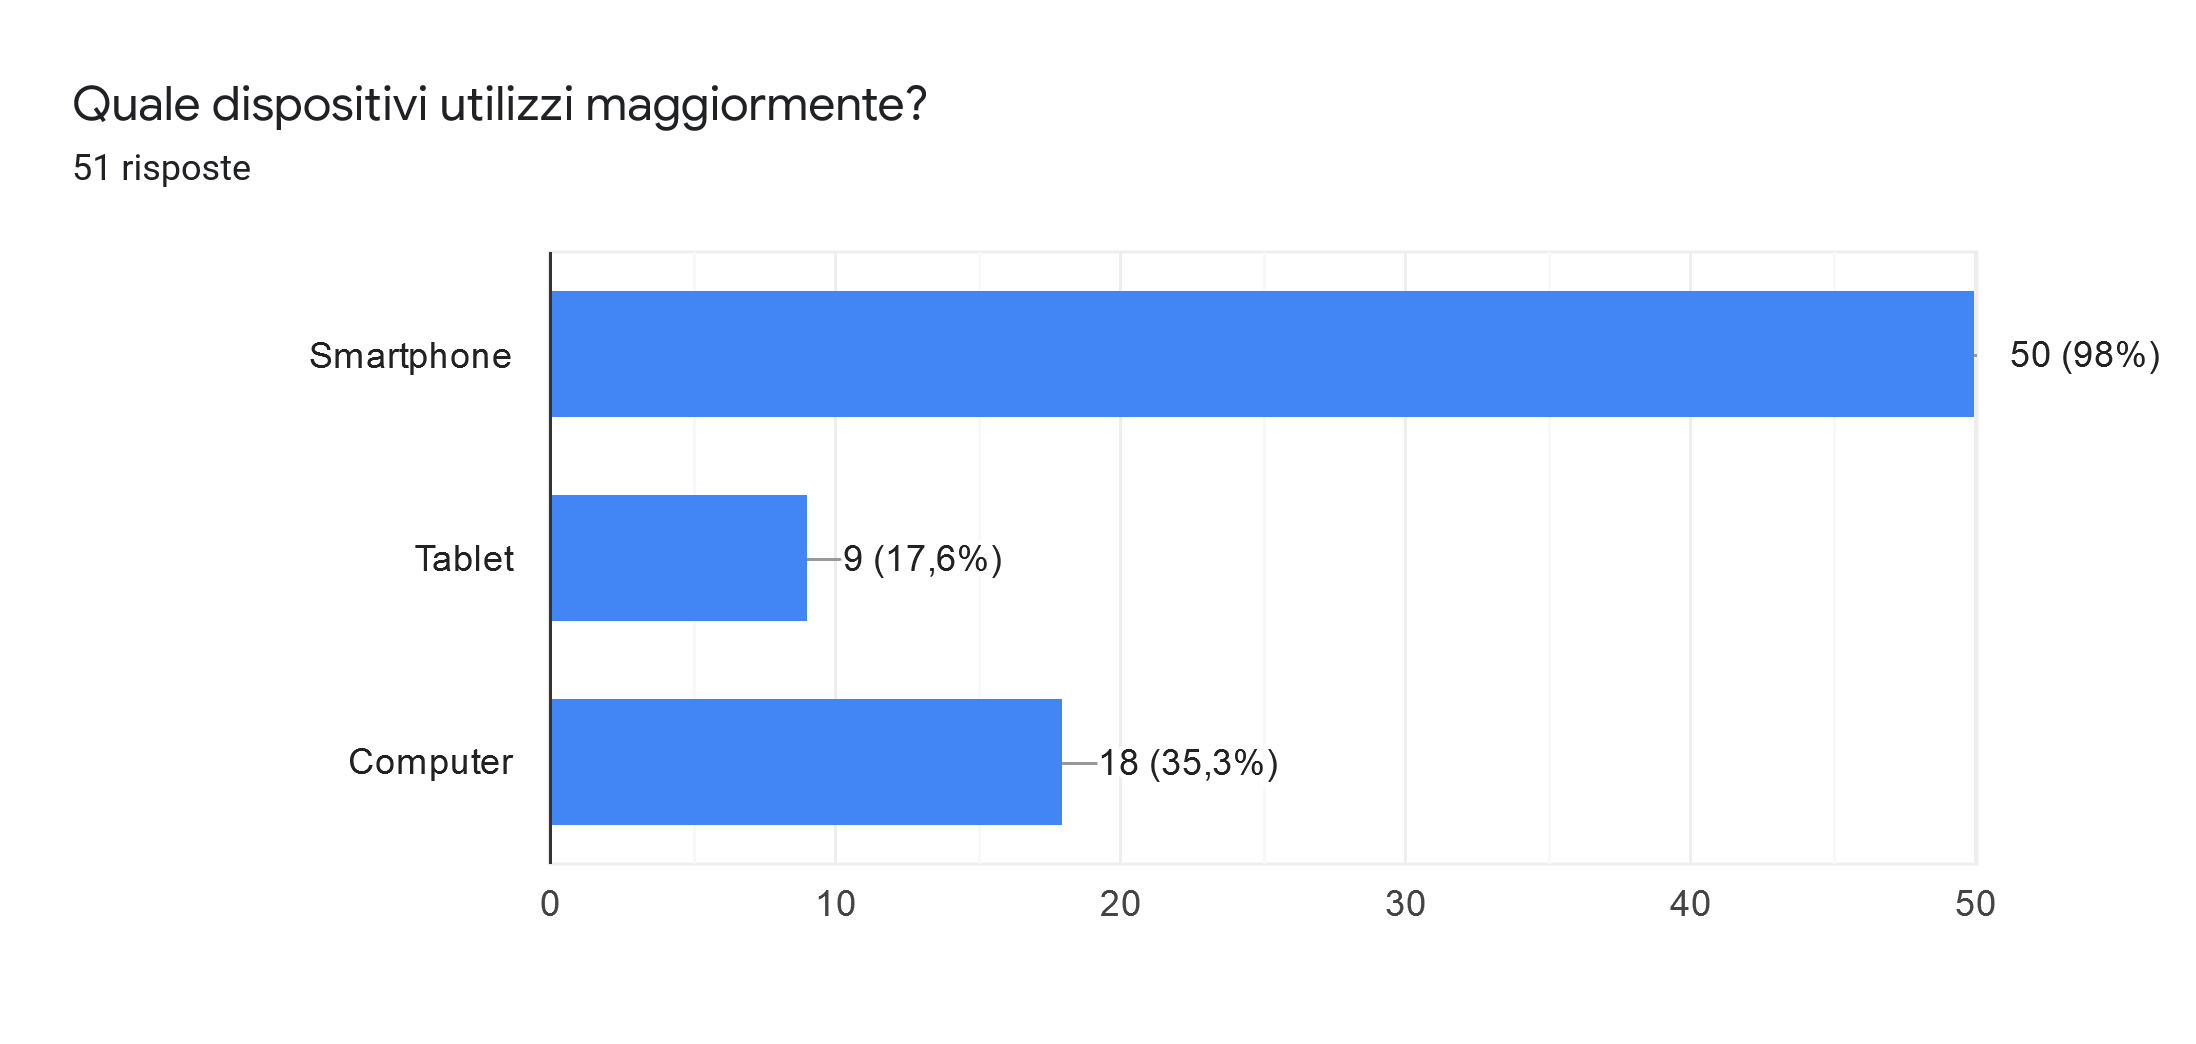 Quale dispositivi utilizzi maggiormente?
51 risposte
Smartphone
50 (98%)
Tablet
9 (17,6%)
Computer
18 (35,3%)
0 10 20 30 40 50